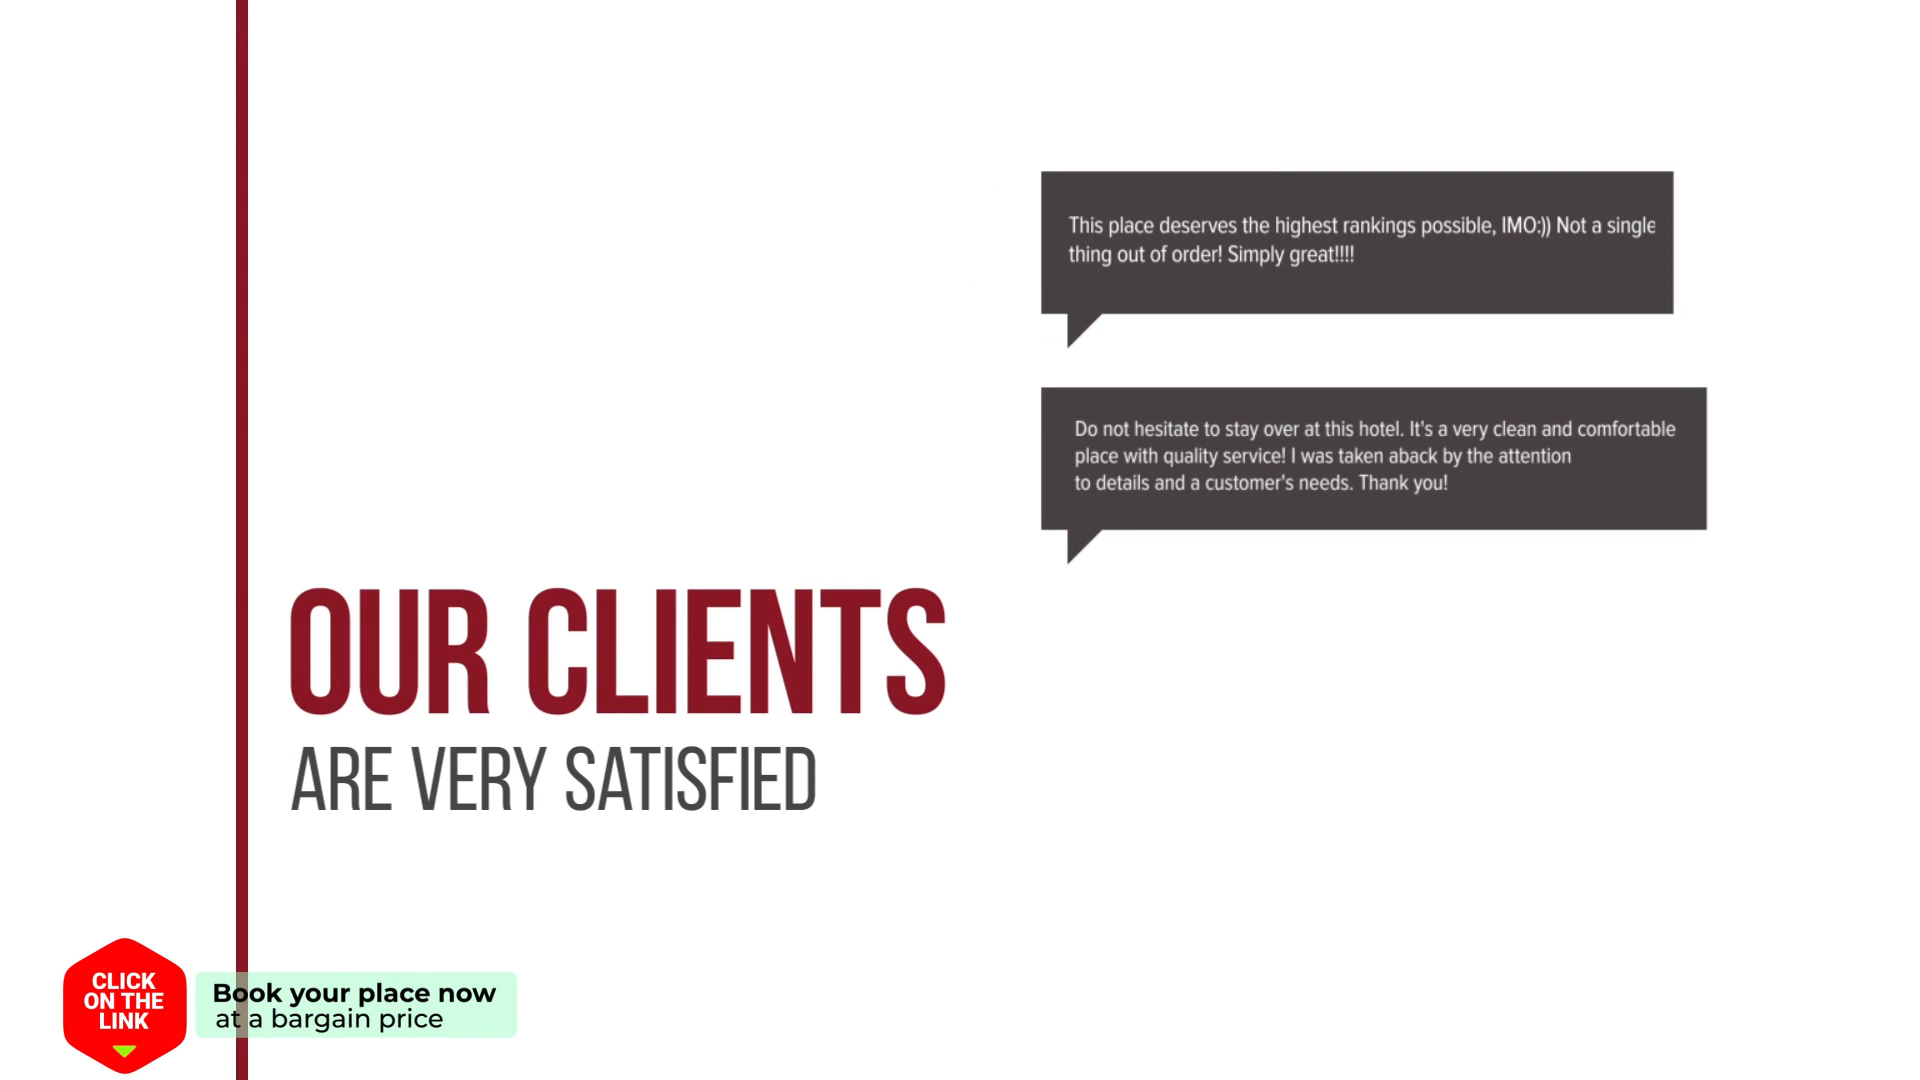 This place deserves the highest rankings possible, IMO:)) Not a single
thing out of order! Simply great!!!!
Do not hesitate to stay over at this hotel. It's a very clean and comfortable
place with quality service! I was taken aback by the attention
to details and a customer's needs. Thank you!
OUR CLIENTS
ARE VERY SATISFIED
CLICK
ON THE
LINK
Book your place now
at a bargain price